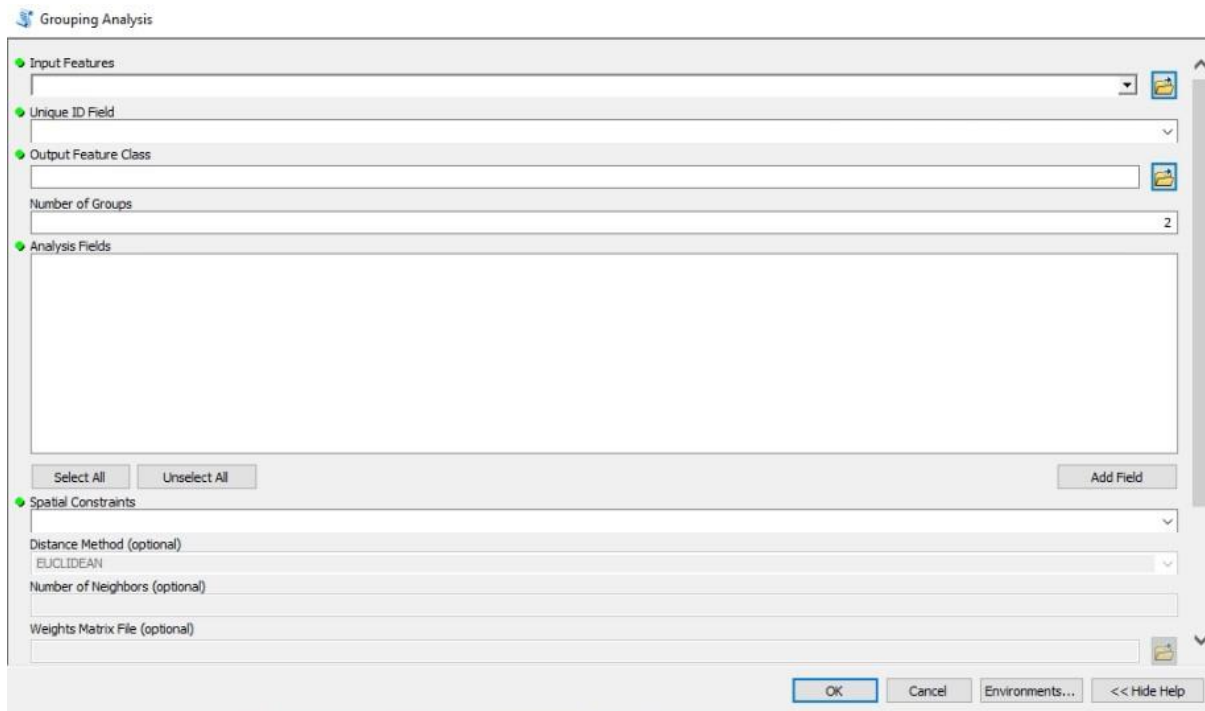 Grouping Analysis
Input Features
Unique ID Field
Output Feature Class
Number of Groups
2
Analysis Fields
Select All Unselect All Add Field
Spatial Constraints
Distance Method (optional)
EUCLIDEAN
Number of Neighbors (optional)
Weights Matrix File (optional)
OK Cancel Environments... << Hide Help